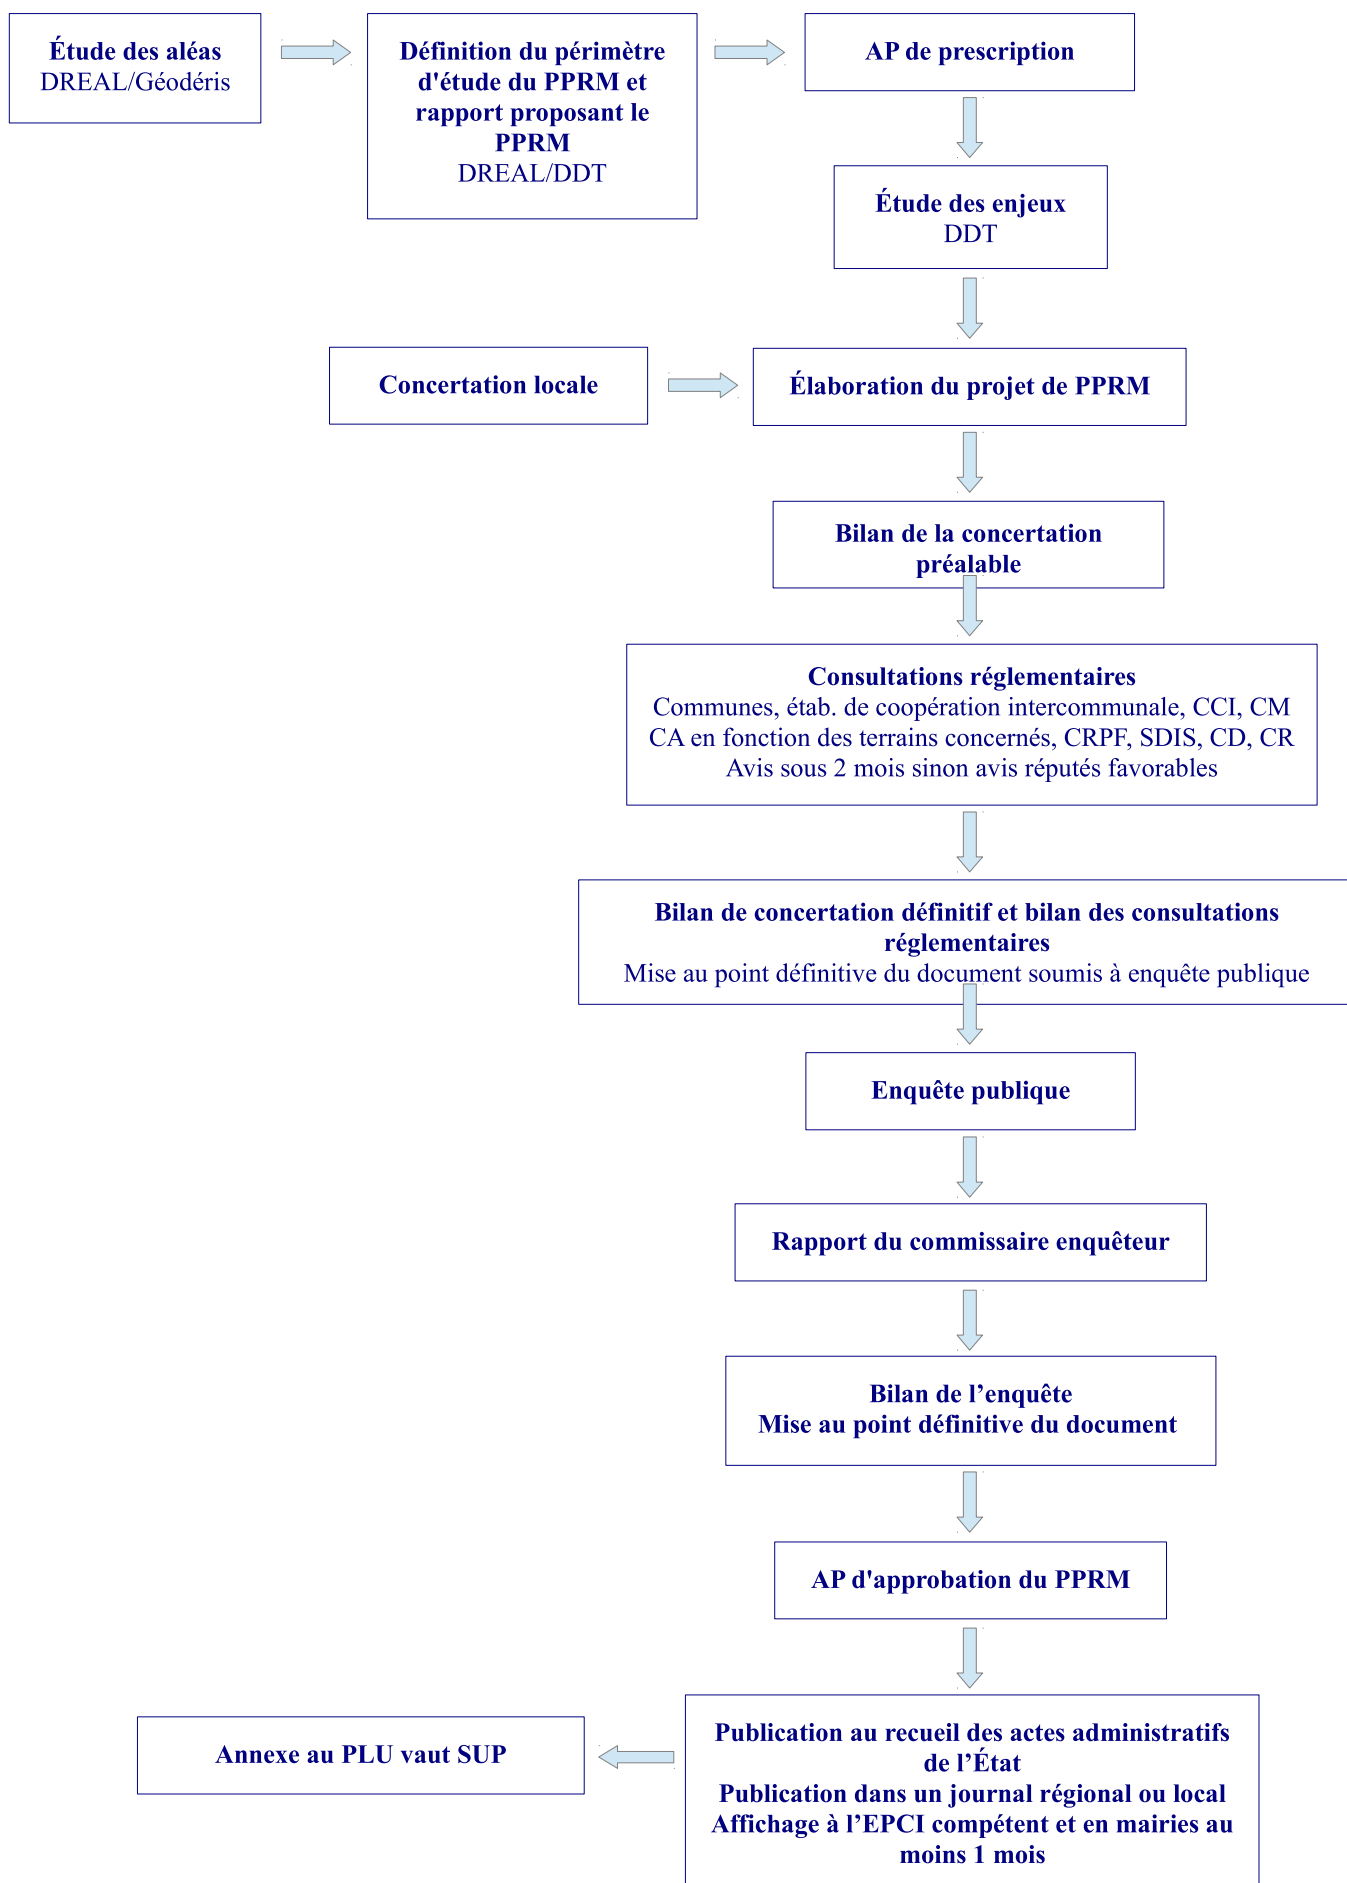 Étude des aléas
DREAL/Géodéris
Définition du périmètre
d'étude du PPRM et
rapport proposant le
PPRM
DREAL/DDT
AP de prescription
Étude des enjeux
DDT
Concertation locale
Élaboration du projet de PPRM
Bilan de la concertation
préalable
Consultations réglementaires
Communes, étab. de coopération intercommunale, CCI, CM
CA en fonction des terrains concernés, CRPF, SDIS, CD, CR
Avis sous 2 mois sinon avis réputés favorables
Bilan de concertation définitif et bilan des consultations
réglementaires
Mise au point définitive du document soumis à enquête publique
Enquête publique
Rapport du commissaire enquêteur
Bilan de l’enquête
Mise au point définitive du document
AP d'approbation du PPRM
Publication au recueil des actes administratifs
de l’État
Publication dans un journal régional ou local
Affichage à l’EPCI compétent et en mairies au
moins 1 mois
Annexe au PLU vaut SUP